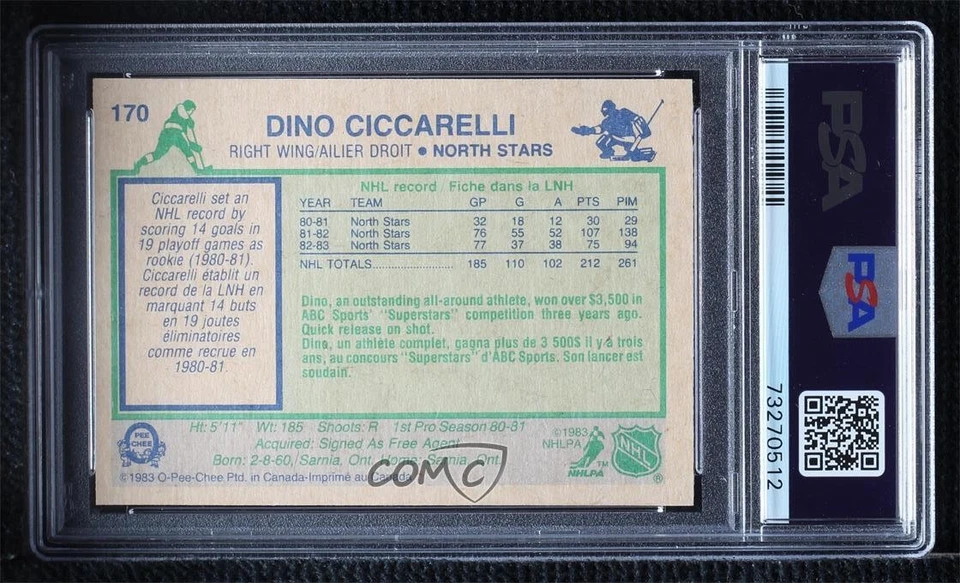 170
DINO CICCARELLI
RIGHT WING/AILIER DROIT • NORTH STARS
Ciccarelli set an
NHL record by
scoring 14 goals in
19 playoff games as
rookie (1980-81).
Ciccarelli établit un
record de la LNH en
marquant 14 buts
en 19 joutes
éliminatoires
comme recrue en
1980-81.
NHL record Fiche dans la LNH
YEAR TEAM GP G A PTS PIM
80-81 North Stars 32 18 12 30 29
81-82 North Stars 76 55 52 107 138
82-83 North Stars 77 37 38 75 94
NHL TOTALS 185 110 102 212 261
Dino, an outstanding all-around athlete, won over $3,500 in
ABC Sports' "Superstars" competition three years ago.
Quick release on shot.
Dino, un athlète complet, gagna plus de 3 500$ il y à trois
ans, au concours "Superstars" d'ABC Sports. Son lancer est
soudain.
O PEE CHEE
Ht: 5'11" Wt: 185 Shoots: R 1st Pro Season 80-81
Acquired: Signed As Free Agent
Born: 2-8-60, Sarnia, Ont. Home: Sarnia, Ont.
©1983 O-Pee-Chee Ptd. in Canada-Imprimé au Canada
©1983
NHLPA
NHLPA
TM
NHL
®
COMC
PSA
PSA
73270512